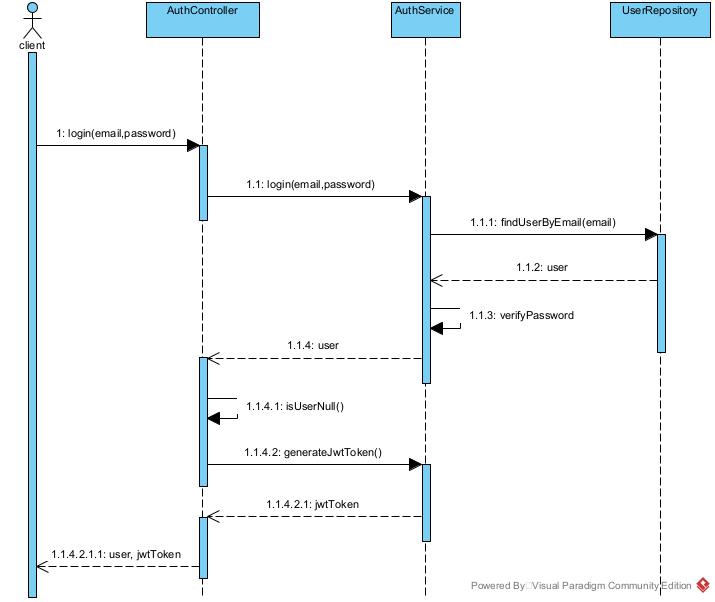 AuthController
AuthService
UserRepository
client
1: login(email,password)
1.1: login(email,password)
1.1.1: findUserByEmail(email)
1.1.2: user
1.1.3: verifyPassword
1.1.4: user
1.1.4.1: isUserNull()
1.1.4.2: generateJwtToken()
1.1.4.2.1: jwtToken
1.1.4.2.1.1: user, jwtToken
Powered By Visual Paradigm Community Edition